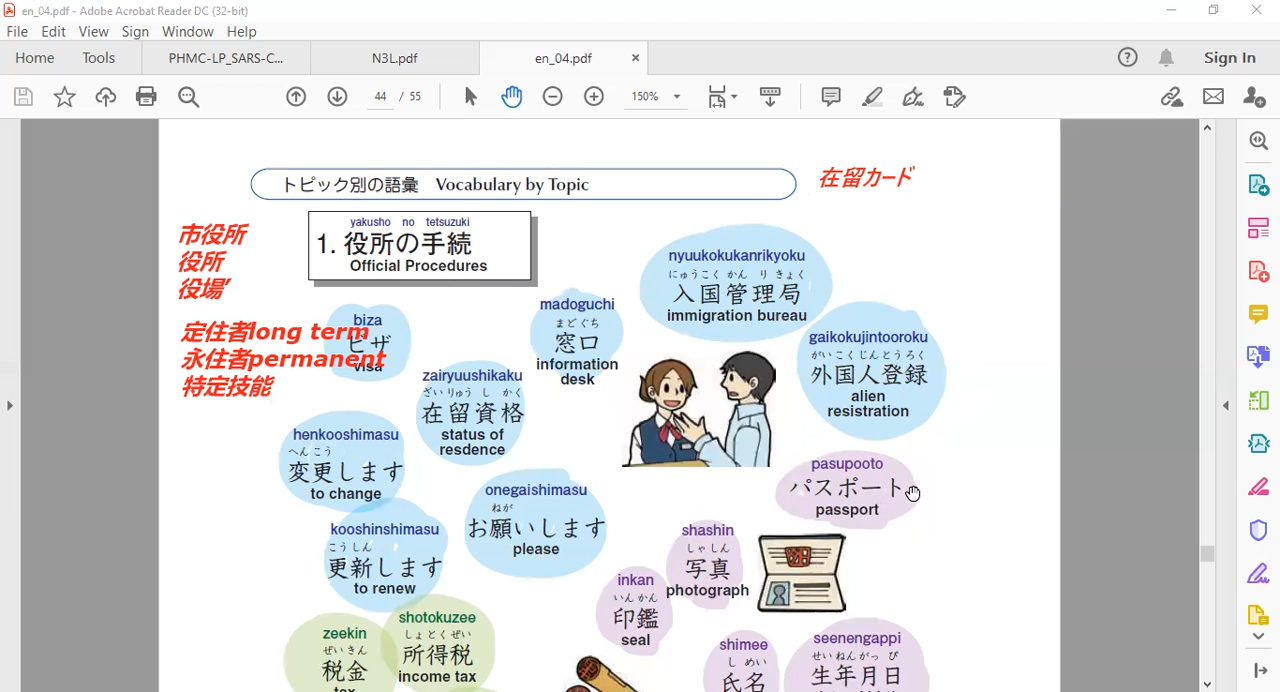 en_04.pdf - Adobe Acrobat Reader DC (32-bit)
File Edit View Sign Window Help
Home Tools PHMC-LP_SARS-C... N3L.pdf en_04.pdf Sign In
44 / 55 150%
トピック別の語彙 Vocabulary by Topic
在留カード
市役所
役所
役場
yakusho no tetsuzuki
1. 役所の手続
Official Procedures
nyuukokukanrikyoku
にゅうこく かん り きょく
入国管理局
immigration bureau
定住者long term
永住者permanent
特定技能
biza
ビザ
visa
madoguchi
まどぐち
窓口
information
desk
gaikokujintooroku
がいこくじんとうろく
外国人登録
alien
resistration
zairyuushikaku
ざいりゅう し かく
在留資格
status of
resdence
henkooshimasu
へんこう
変更します
to change
onegaishimasu
ねが
お願いします
please
pasupooto
パスポート
passport
kooshinshimasu
こうしん
更新します
to renew
shashin
しゃしん
写真
photograph
inkan
いんかん
印鑑
seal
zeekin
ぜいきん
税金
tax
shotokuzee
しょとくぜい
所得税
income tax
shimee
しめい
氏名
seenengappi
せいねんがっ ぴ
生年月日